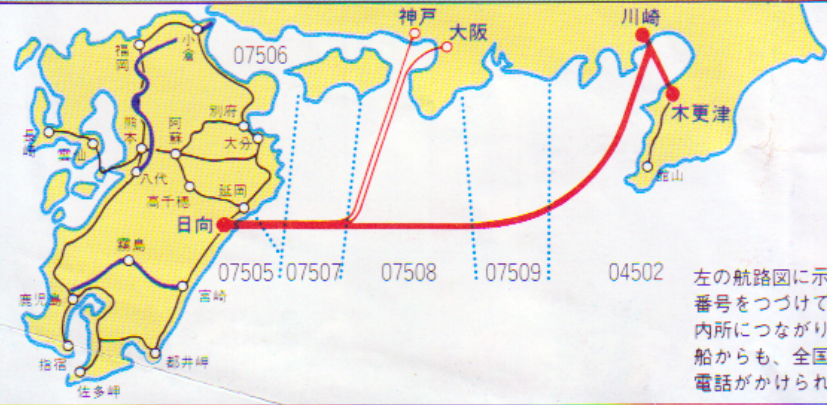 神戸
大阪
川崎
木更津
館山
07506
小倉
福岡
別府
大分
阿蘇
熊本
長崎
雲仙
八代
高千穂
延岡
日向
霧島
宮崎
鹿児島
指宿
佐多岬
都井岬
07505
07507
07508
07509
04502
左の航路図に示
番号をつづけて
内所につながり
船からも、全国
電話がかけられ